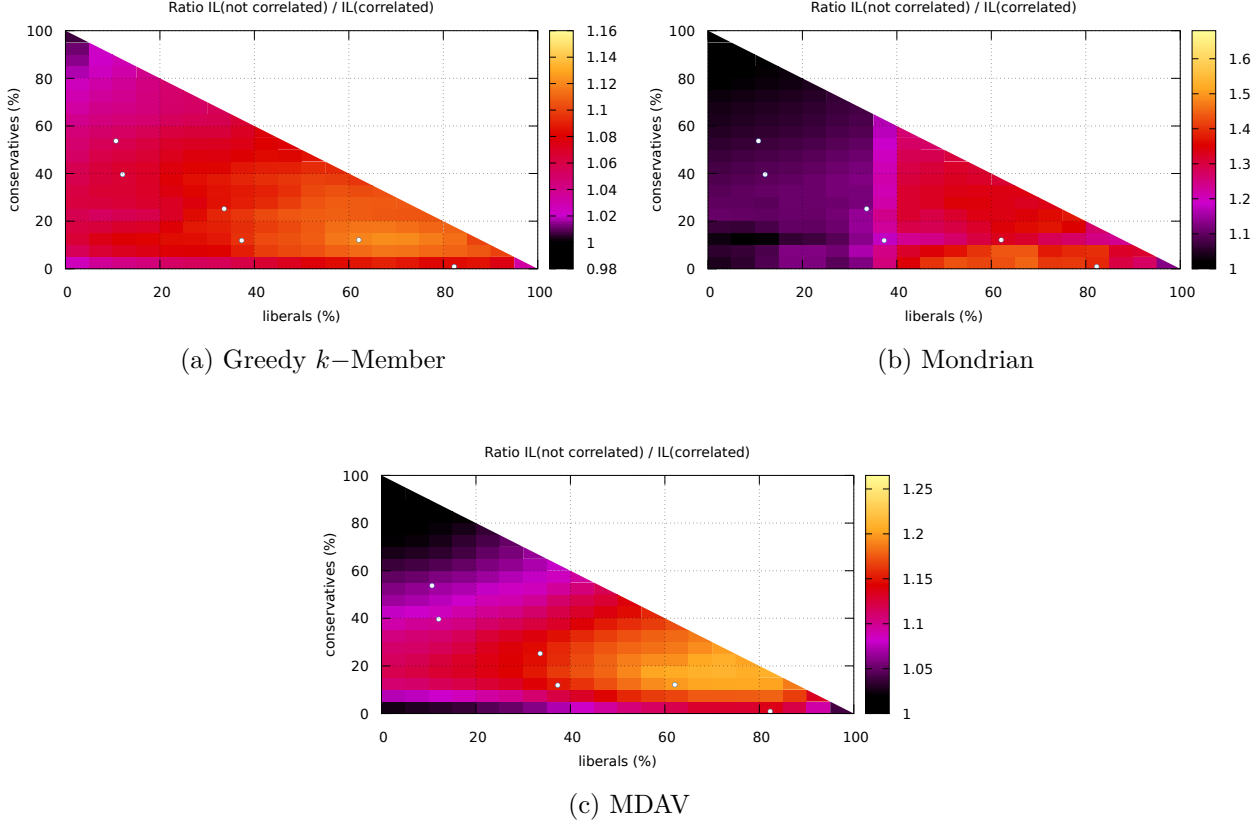 Ratio IL(not correlated) / IL(correlated)
100
80
60
40
20
0
conservatives (%)
0 20 40 60 80 100
liberals (%)
1.16
1.14
1.12
1.1
1.08
1.06
1.04
1.02
1
0.98
(a) Greedy k−Member
Ratio IL(not correlated) / IL(correlated)
100
80
60
40
20
0
conservatives (%)
0 20 40 60 80 100
liberals (%)
1.6
1.5
1.4
1.3
1.2
1.1
1
(b) Mondrian
Ratio IL(not correlated) / IL(correlated)
100
80
60
40
20
0
conservatives (%)
0 20 40 60 80 100
liberals (%)
1.25
1.2
1.15
1.1
1.05
1
(c) MDAV